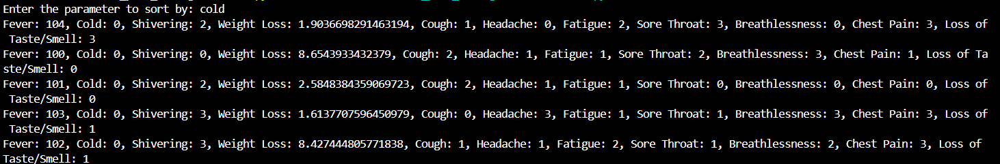 Enter the parameter to sort by: cold
Fever: 104, Cold: 0, Shivering: 2, Weight Loss: 1.9036698291463194, Cough: 1, Headache: 0, Fatigue: 2, Sore Throat: 3, Breathlessness: 0, Chest Pain: 3, Loss of
 Taste/Smell: 3
Fever: 100, Cold: 0, Shivering: 0, Weight Loss: 8.6543933432379, Cough: 2, Headache: 1, Fatigue: 1, Sore Throat: 2, Breathlessness: 3, Chest Pain: 1, Loss of Ta
ste/Smell: 0
Fever: 101, Cold: 0, Shivering: 2, Weight Loss: 2.5848384359069723, Cough: 2, Headache: 1, Fatigue: 1, Sore Throat: 0, Breathlessness: 0, Chest Pain: 0, Loss of
 Taste/Smell: 0
Fever: 103, Cold: 0, Shivering: 2, Weight Loss: 1.6137707596450979, Cough: 0, Headache: 3, Fatigue: 1, Sore Throat: 1, Breathlessness: 3, Chest Pain: 3, Loss of
 Taste/Smell: 1
Fever: 102, Cold: 0, Shivering: 3, Weight Loss: 8.427444805771838, Cough: 1, Headache: 1, Fatigue: 2, Sore Throat: 1, Breathlessness: 2, Chest Pain: 3, Loss of
Taste/Smell: 1